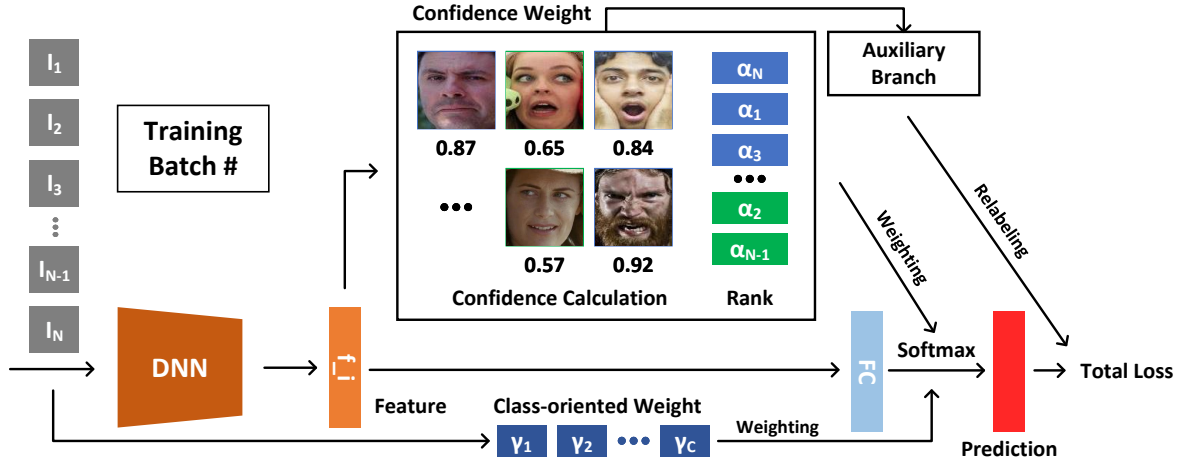 Confidence Weight
I1
I2
I3
IN-1
IN
Training
Batch #
0.87
0.65
0.84
0.57
0.92
Confidence Calculation
αN
α1
α3
α2
αN-1
Rank
Auxiliary
Branch
Weighting
Relabeling
DNN
f_i
Feature
FC
Softmax
Prediction
Total Loss
Class-oriented Weight
γ1
γ2
γC
Weighting